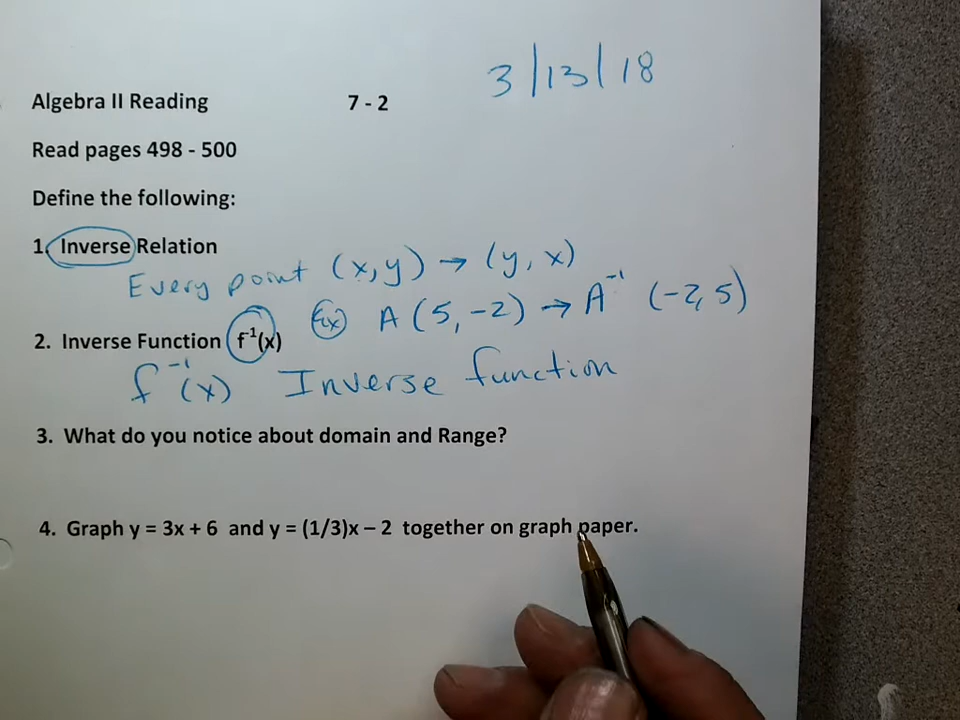 3/13/18
Algebra II Reading 7 - 2
Read pages 498 - 500
Define the following:
1. Inverse Relation
Every point (x,y) → (y, x)
Ex A (5, -2) → A⁻¹ (-2, 5)
2. Inverse Function f⁻¹(x)
f⁻¹(x) Inverse function
3. What do you notice about domain and Range?
4. Graph y = 3x + 6 and y = (1/3)x – 2 together on graph paper.